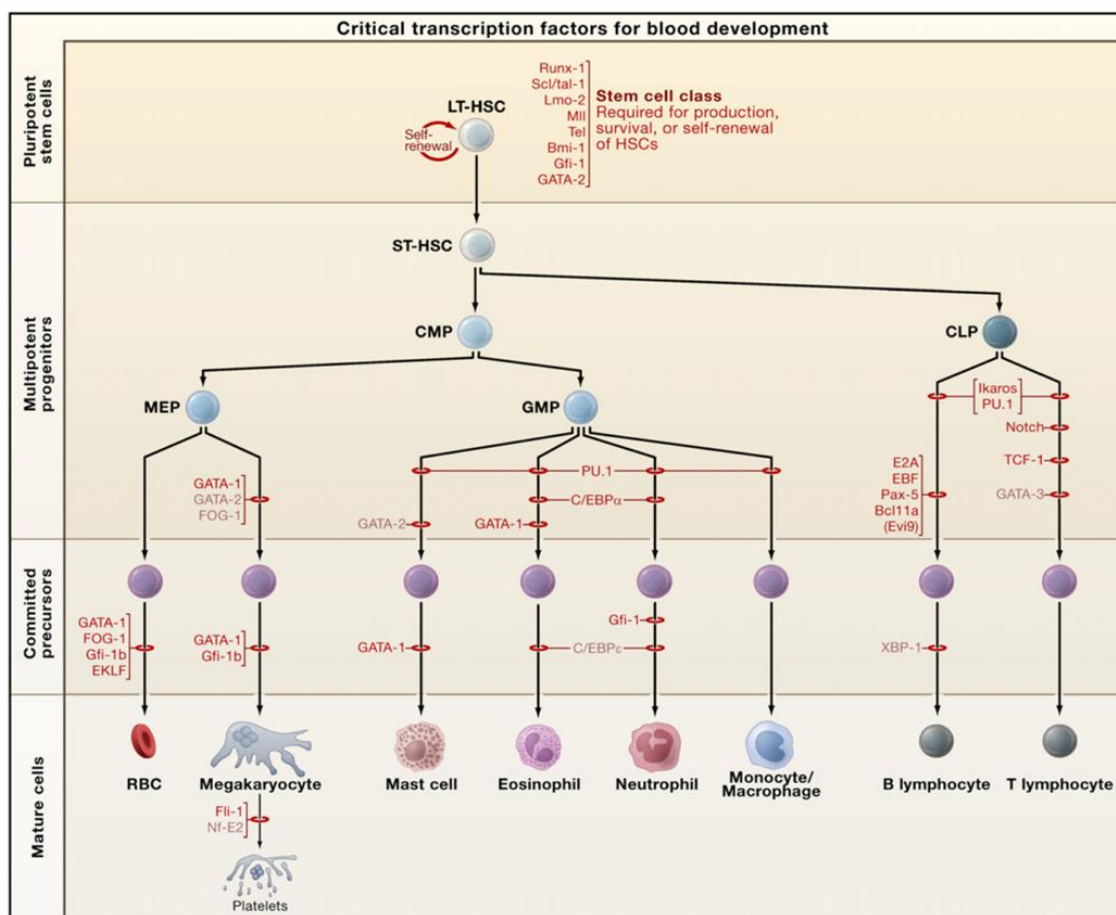 Critical transcription factors for blood development
Pluripotent
stem cells
LT-HSC
Self-
renewal
Runx-1
Scl/tal-1
Lmo-2
Mll
Tel
Bmi-1
Gfi-1
GATA-2
Stem cell class
Required for production,
survival, or self-renewal
of HSCs
Multipotent
progenitors
ST-HSC
CMP
CLP
MEP
GMP
Ikaros
PU.1
Notch
TCF-1
GATA-3
E2A
EBF
Pax-5
Bcl11a
(Evi9)
PU.1
C/EBPα
GATA-1
GATA-2
FOG-1
GATA-2
GATA-1
Committed
precursors
GATA-1
FOG-1
Gfi-1b
EKLF
GATA-1
Gfi-1b
GATA-1
Gfi-1
C/EBPε
XBP-1
Mature cells
RBC
Megakaryocyte
Mast cell
Eosinophil
Neutrophil
Monocyte/
Macrophage
B lymphocyte
T lymphocyte
Fli-1
Nf-E2
Platelets